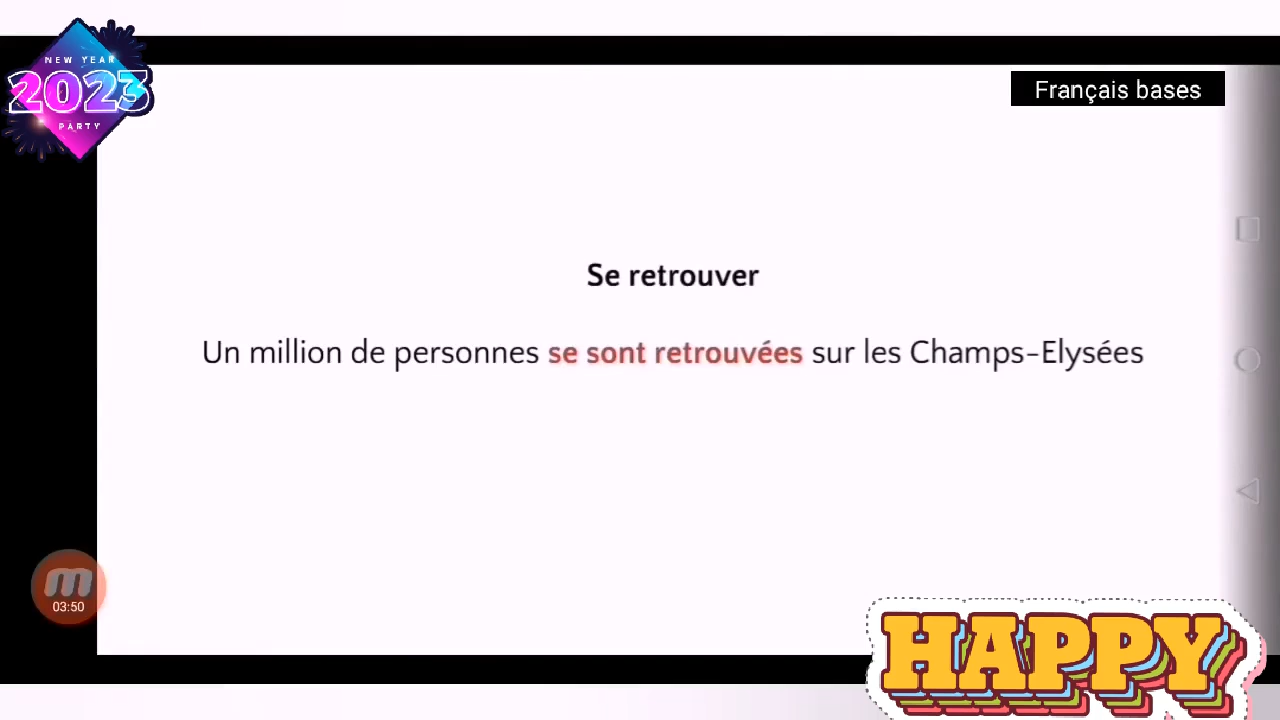 NEW YEAR
2023
PARTY
Français bases
Se retrouver
Un million de personnes se sont retrouvées sur les Champs-Elysées
03:50
HAPPY